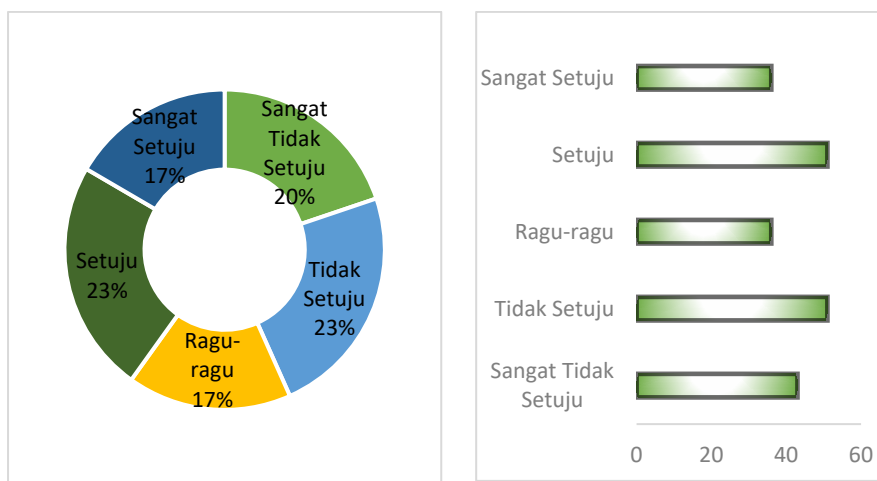 Sangat
Setuju
17%
Sangat
Tidak
Setuju
20%
Setuju
23%
Tidak
Setuju
23%
Ragu-
ragu
17%
Sangat Setuju
Setuju
Ragu-ragu
Tidak Setuju
Sangat Tidak
Setuju
0 20 40 60